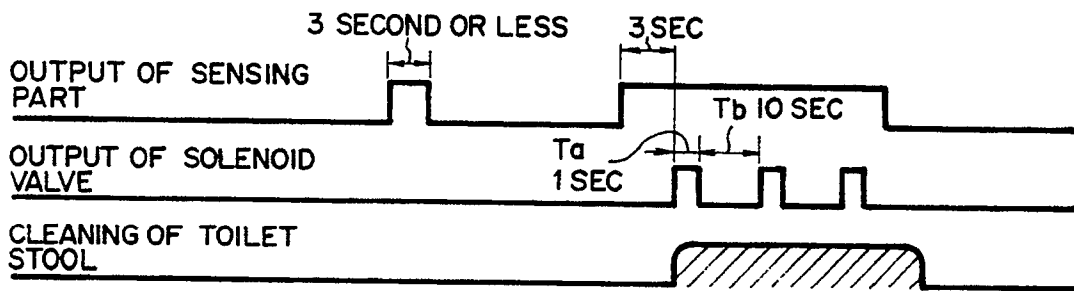 3 SECOND OR LESS
3 SEC
OUTPUT OF SENSING
PART
Tb 10 SEC
Ta
1 SEC
OUTPUT OF SOLENOID
VALVE
CLEANING OF TOILET
STOOL